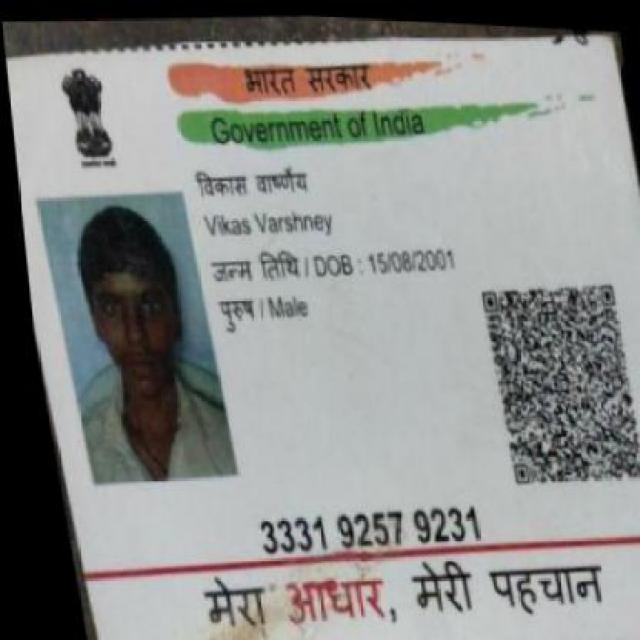 भारत सरकार
Government of India
विकास वार्ष्णेय
Vikas Varshney
जन्म तिथि / DOB : 15/08/2001
पुरुष / Male
3331 9257 9231
मेरा आधार, मेरी पहचान